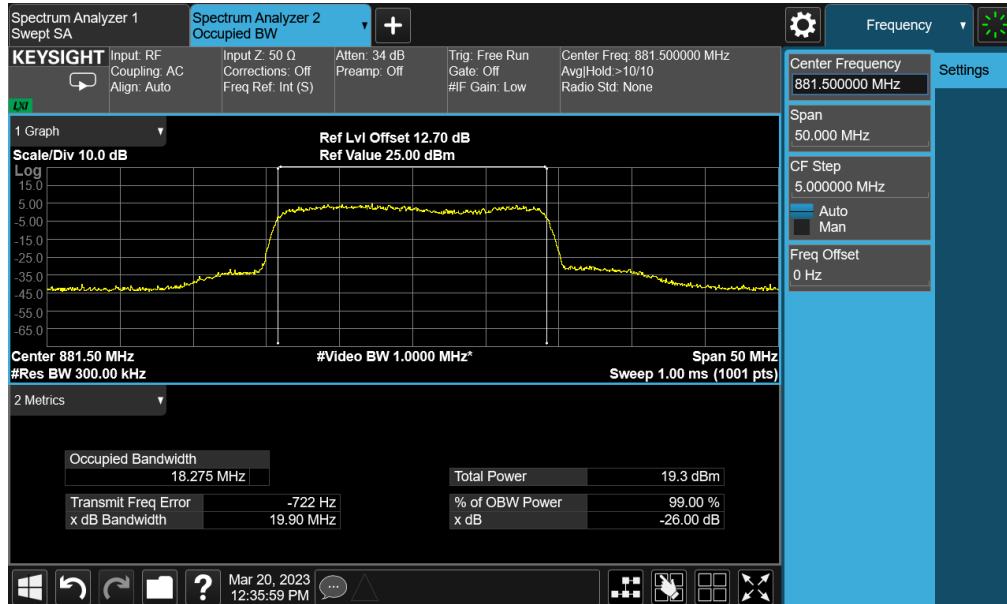 Spectrum Analyzer 1
Swept SA
Spectrum Analyzer 2
Occupied BW
+
Frequency
KEYSIGHT
LXI
Input: RF
Coupling: AC
Align: Auto
Input Z: 50 Ω
Corrections: Off
Freq Ref: Int (S)
Atten: 34 dB
Preamp: Off
Trig: Free Run
Gate: Off
#IF Gain: Low
Center Freq: 881.500000 MHz
Avg|Hold:>10/10
Radio Std: None
Center Frequency
881.500000 MHz
Settings
Span
50.000 MHz
CF Step
5.000000 MHz
Auto
Man
Freq Offset
0 Hz
1 Graph
Scale/Div 10.0 dB
Ref Lvl Offset 12.70 dB
Ref Value 25.00 dBm
Log
15.0
5.00
-5.00
-15.0
-25.0
-35.0
-45.0
-55.0
-65.0
Center 881.50 MHz
#Video BW 1.0000 MHz*
Span 50 MHz
#Res BW 300.00 kHz
Sweep 1.00 ms (1001 pts)
2 Metrics
Occupied Bandwidth
18.275 MHz
Total Power 19.3 dBm
Transmit Freq Error -722 Hz
% of OBW Power 99.00 %
x dB Bandwidth 19.90 MHz
x dB -26.00 dB
?
Mar 20, 2023
12:35:59 PM